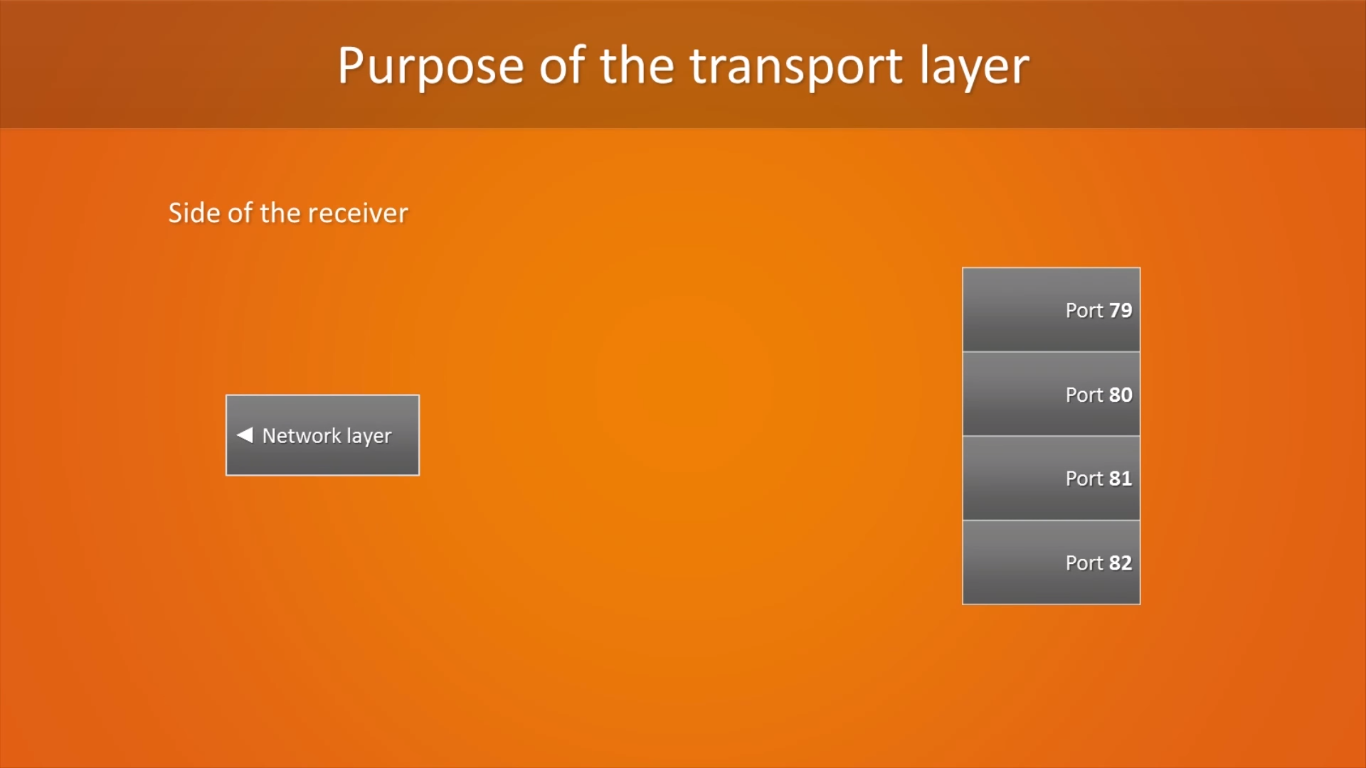 Purpose of the transport layer
Side of the receiver
Port 79
Port 80
◄ Network layer
Port 81
Port 82